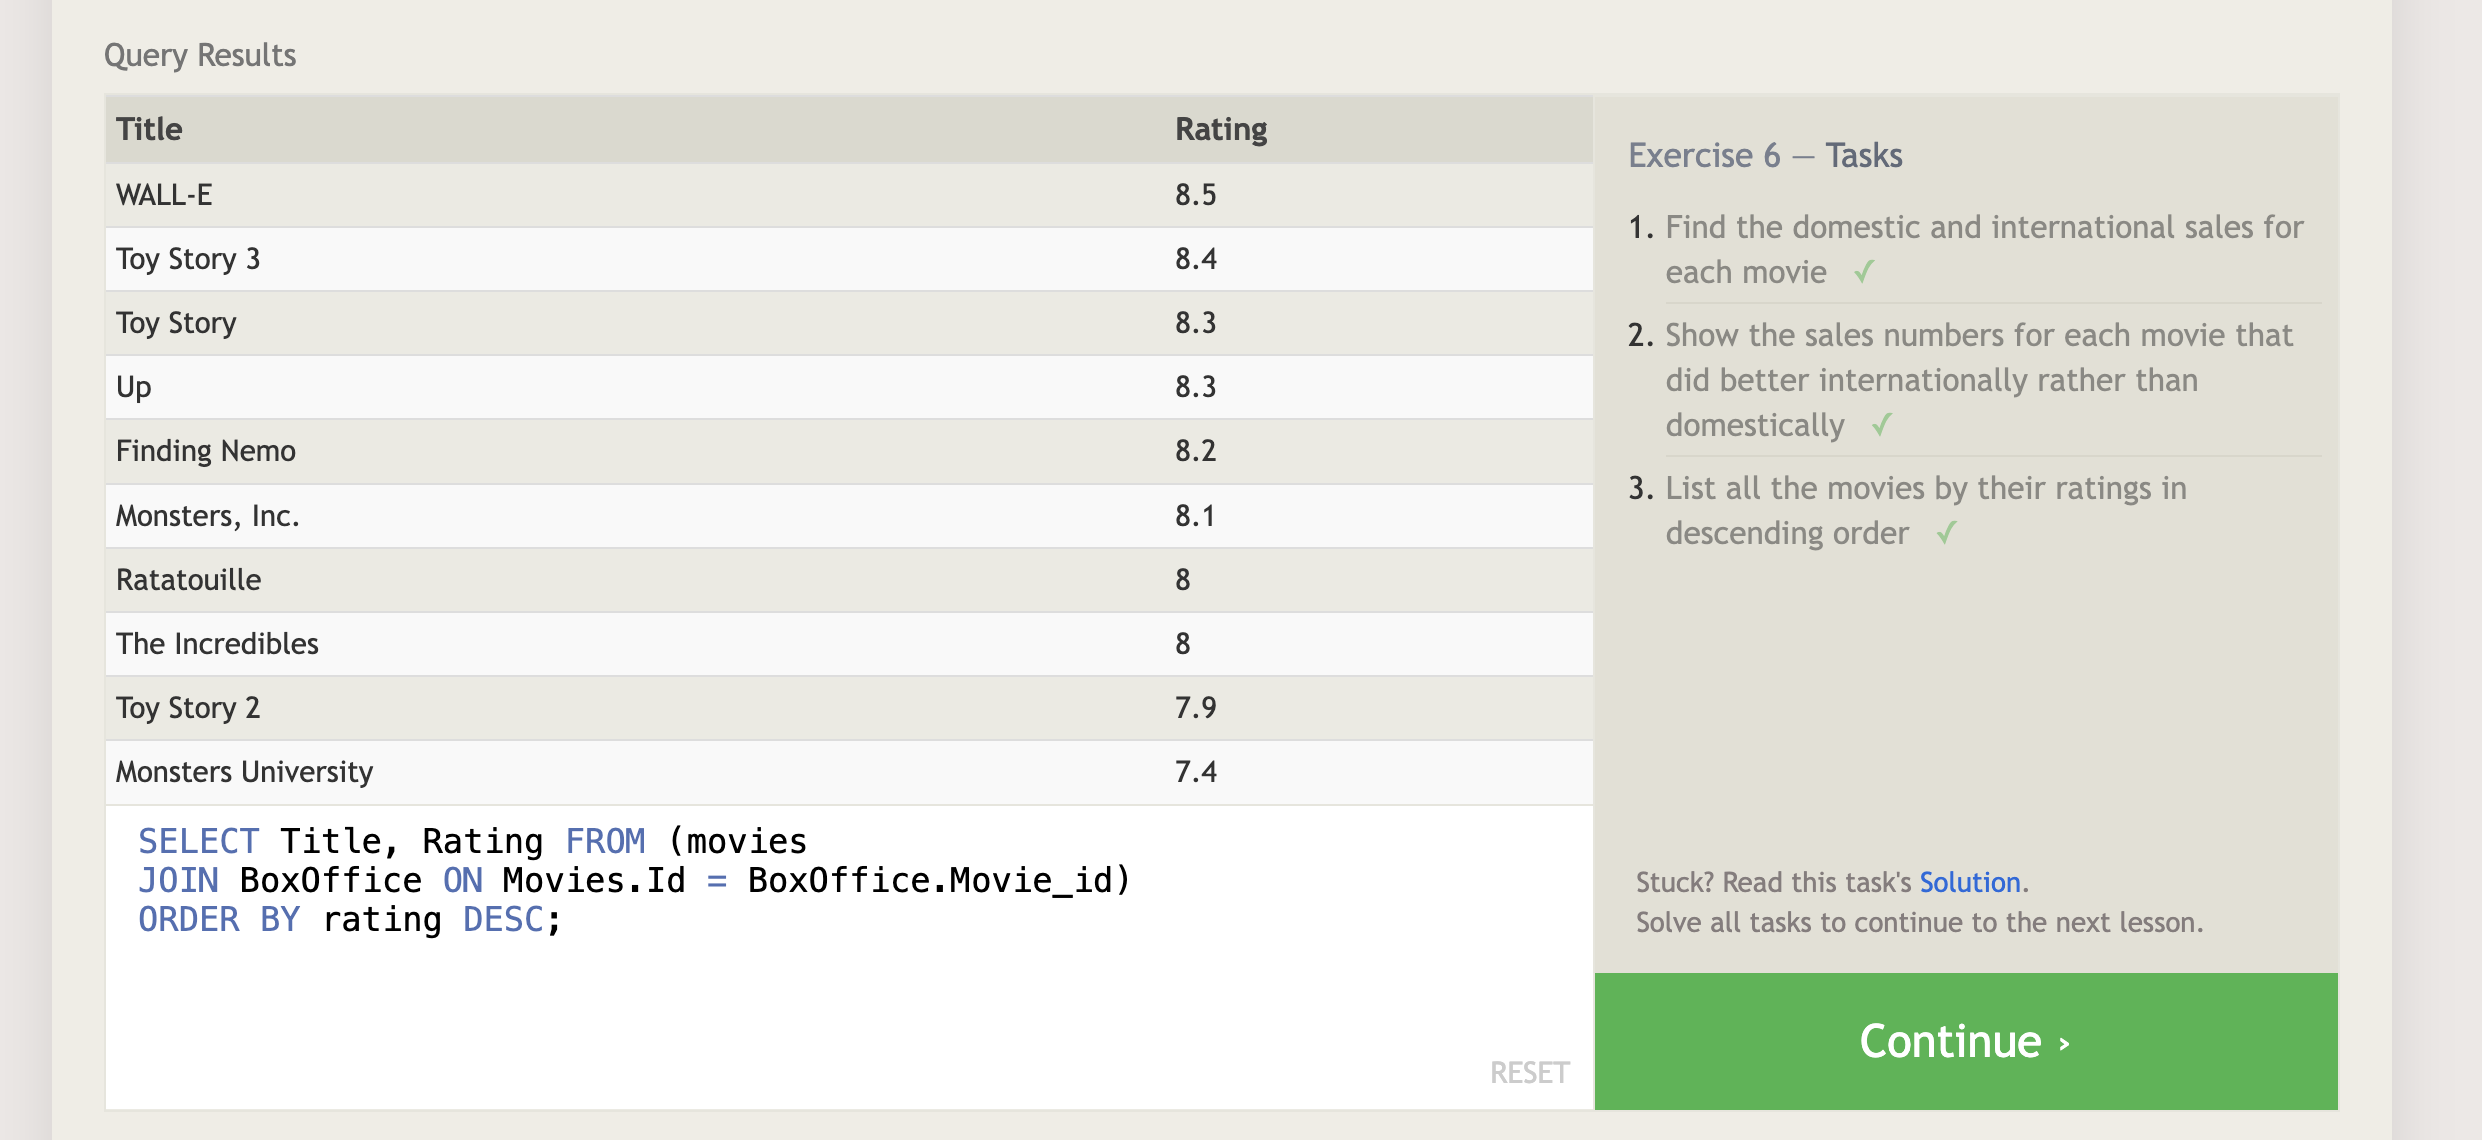 Query Results
Title Rating
WALL-E 8.5
Toy Story 3 8.4
Toy Story 8.3
Up 8.3
Finding Nemo 8.2
Monsters, Inc. 8.1
Ratatouille 8
The Incredibles 8
Toy Story 2 7.9
Monsters University 7.4
SELECT Title, Rating FROM (movies
JOIN BoxOffice ON Movies.Id = BoxOffice.Movie_id)
ORDER BY rating DESC;
RESET
Exercise 6 — Tasks
1. Find the domestic and international sales for
each movie ✓
2. Show the sales numbers for each movie that
did better internationally rather than
domestically ✓
3. List all the movies by their ratings in
descending order ✓
Stuck? Read this task's Solution.
Solve all tasks to continue to the next lesson.
Continue ›